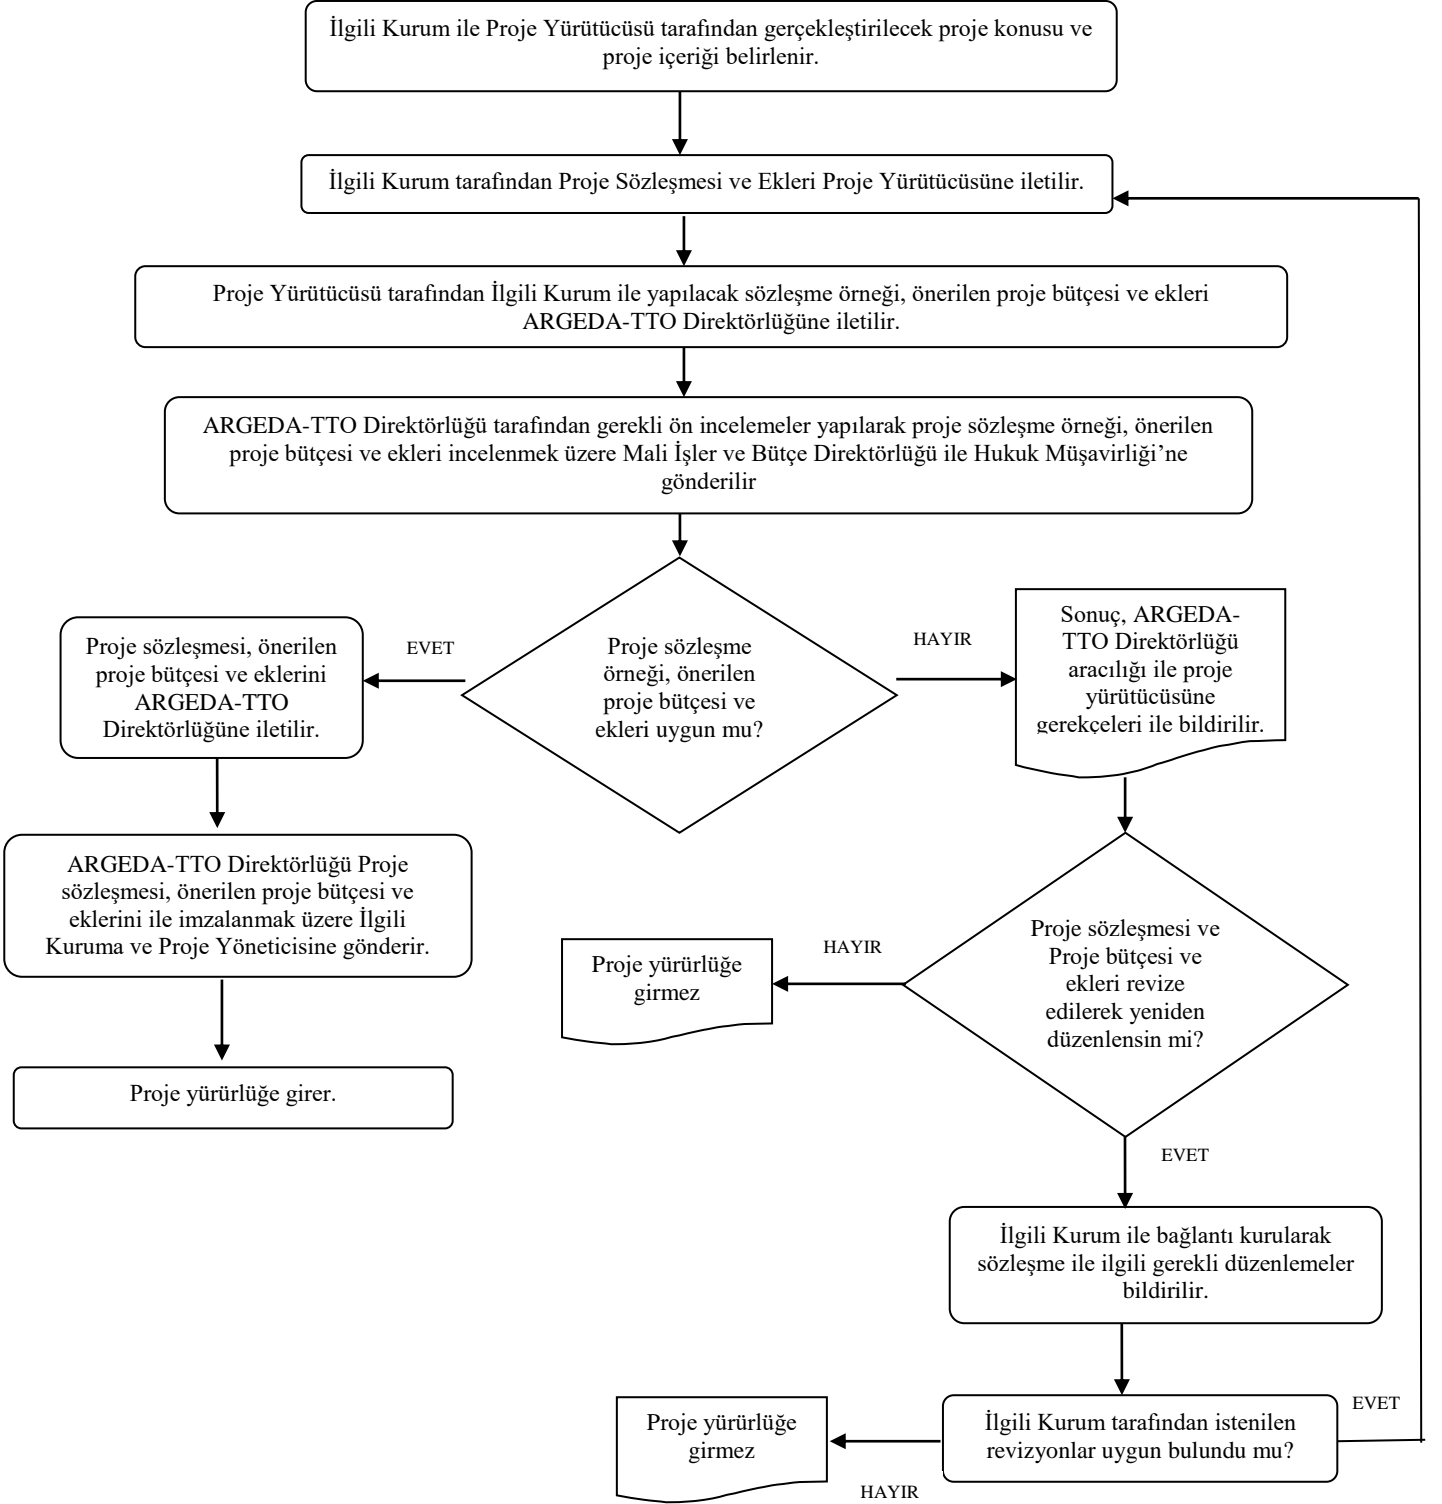 İlgili Kurum ile Proje Yürütücüsü tarafından gerçekleştirilecek proje konusu ve
proje içeriği belirlenir.
İlgili Kurum tarafından Proje Sözleşmesi ve Ekleri Proje Yürütücüsüne iletilir.
Proje Yürütücüsü tarafından İlgili Kurum ile yapılacak sözleşme örneği, önerilen proje bütçesi ve ekleri
ARGEDA-TTO Direktörlüğüne iletilir.
ARGEDA-TTO Direktörlüğü tarafından gerekli ön incelemeler yapılarak proje sözleşme örneği, önerilen
proje bütçesi ve ekleri incelenmek üzere Mali İşler ve Bütçe Direktörlüğü ile Hukuk Müşavirliği’ne
gönderilir
Proje sözleşme
örneği, önerilen
proje bütçesi ve
ekleri uygun mu?
EVET
Proje sözleşmesi, önerilen
proje bütçesi ve eklerini
ARGEDA-TTO
Direktörlüğüne iletilir.
ARGEDA-TTO Direktörlüğü Proje
sözleşmesi, önerilen proje bütçesi ve
eklerini ile imzalanmak üzere İlgili
Kuruma ve Proje Yöneticisine gönderir.
Proje yürürlüğe girer.
HAYIR
Sonuç, ARGEDA-
TTO Direktörlüğü
aracılığı ile proje
yürütücüsüne
gerekçeleri ile bildirilir.
Proje sözleşmesi ve
Proje bütçesi ve
ekleri revize
edilerek yeniden
düzenlensin mi?
HAYIR
Proje yürürlüğe
girmez
EVET
İlgili Kurum ile bağlantı kurularak
sözleşme ile ilgili gerekli düzenlemeler
bildirilir.
İlgili Kurum tarafından istenilen
revizyonlar uygun bulundu mu?
EVET
HAYIR
Proje yürürlüğe
girmez